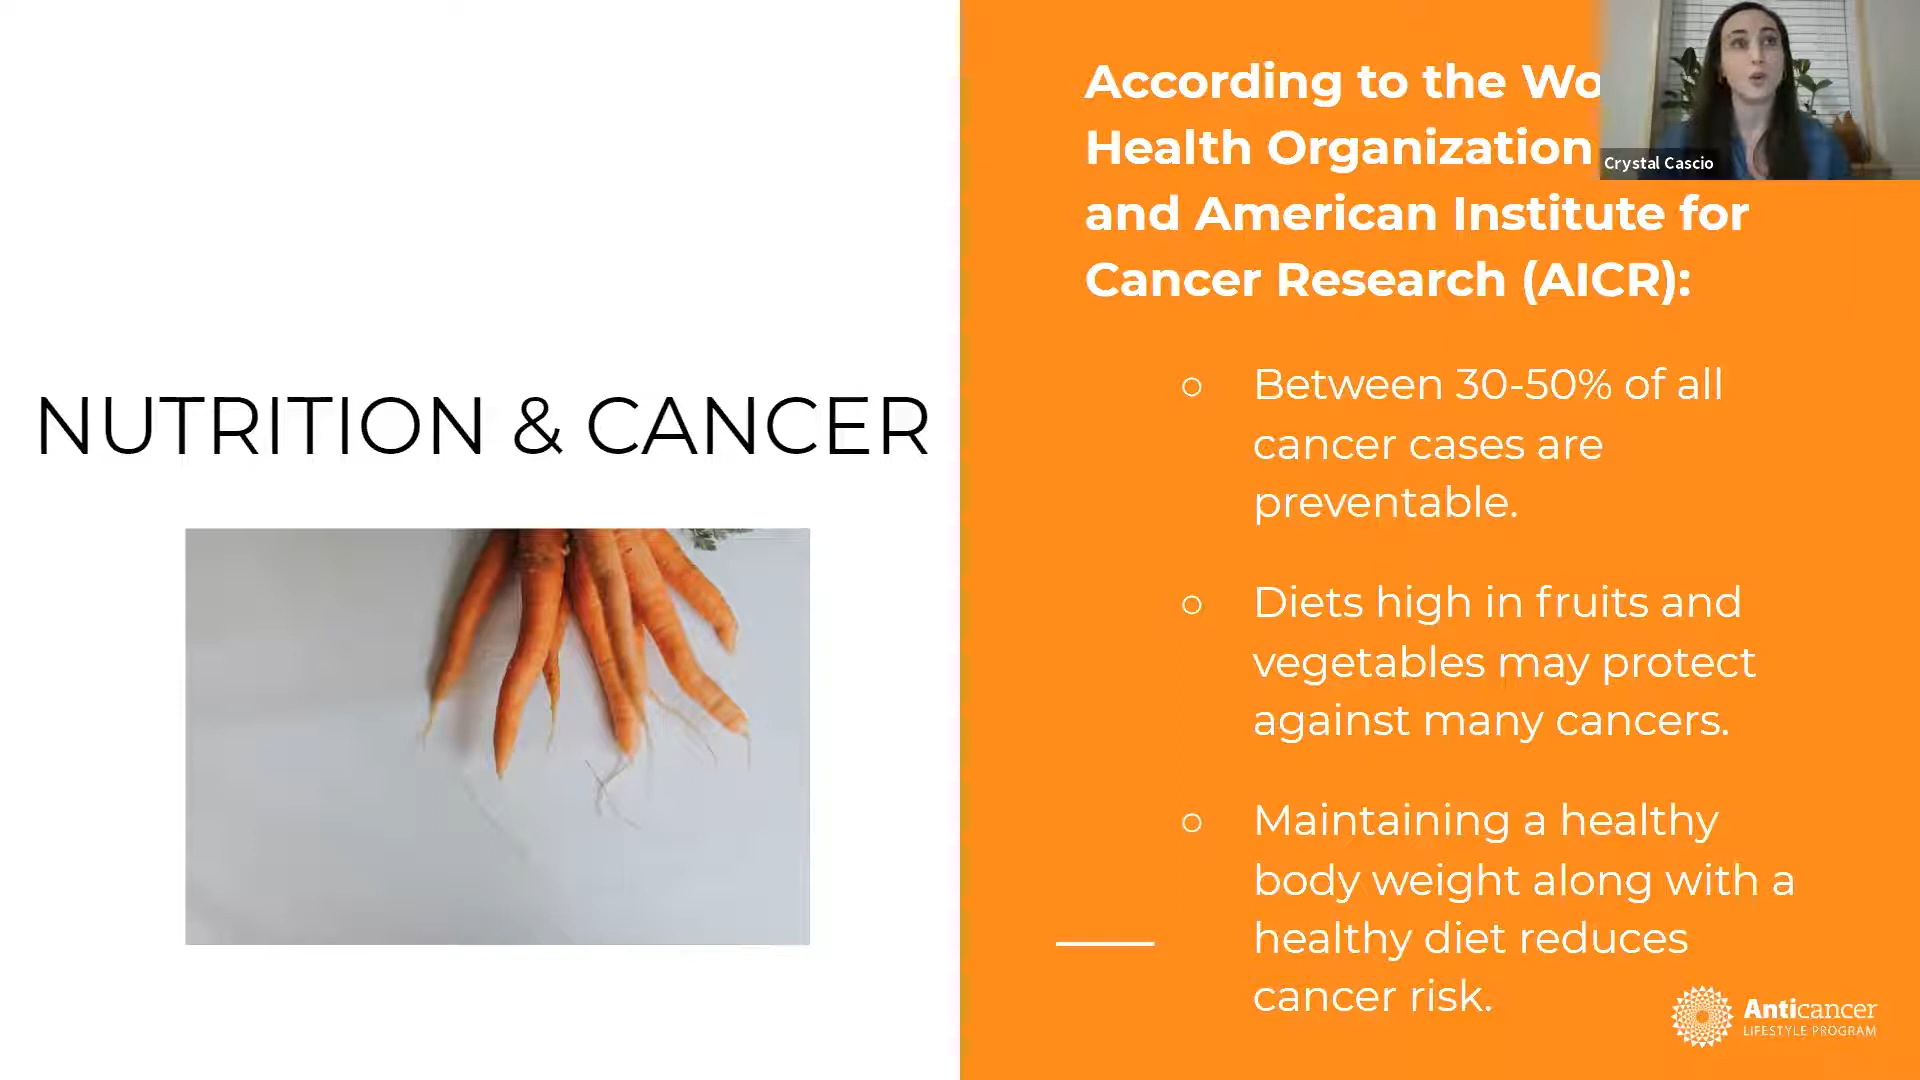 NUTRITION & CANCER
According to the Wo
Health Organization
and American Institute for
Cancer Research (AICR):
○ Between 30-50% of all
cancer cases are
preventable.
○ Diets high in fruits and
vegetables may protect
against many cancers.
○ Maintaining a healthy
body weight along with a
healthy diet reduces
cancer risk.
Crystal Cascio
Anticancer
LIFESTYLE PROGRAM